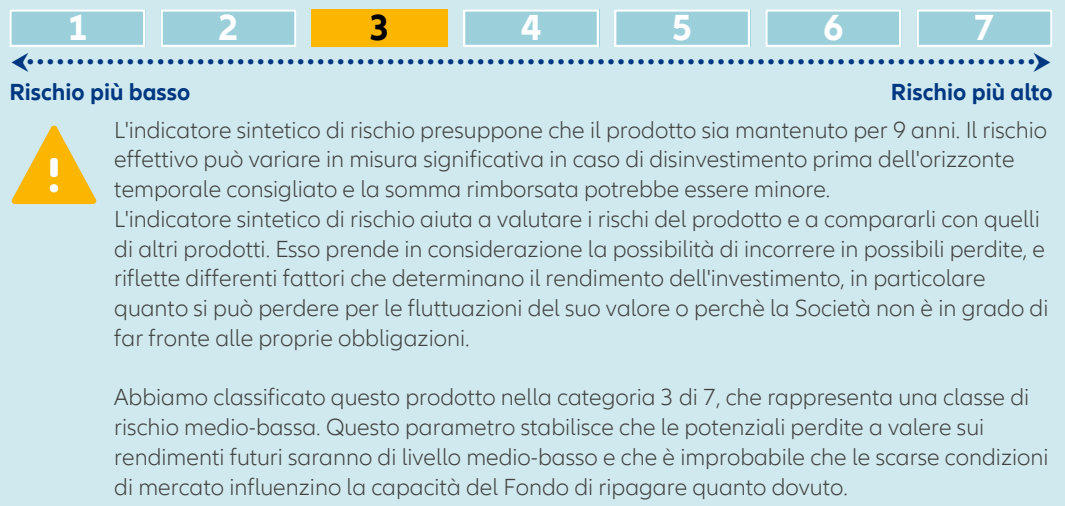 1 2 3 4 5 6 7
Rischio più basso Rischio più alto
L'indicatore sintetico di rischio presuppone che il prodotto sia mantenuto per 9 anni. Il rischio
effettivo può variare in misura significativa in caso di disinvestimento prima dell'orizzonte
temporale consigliato e la somma rimborsata potrebbe essere minore.
L'indicatore sintetico di rischio aiuta a valutare i rischi del prodotto e a compararli con quelli
di altri prodotti. Esso prende in considerazione la possibilità di incorrere in possibili perdite, e
riflette differenti fattori che determinano il rendimento dell'investimento, in particolare
quanto si può perdere per le fluttuazioni del suo valore o perchè la Società non è in grado di
far fronte alle proprie obbligazioni.
Abbiamo classificato questo prodotto nella categoria 3 di 7, che rappresenta una classe di
rischio medio-bassa. Questo parametro stabilisce che le potenziali perdite a valere sui
rendimenti futuri saranno di livello medio-basso e che è improbabile che le scarse condizioni
di mercato influenzino la capacità del Fondo di ripagare quanto dovuto.